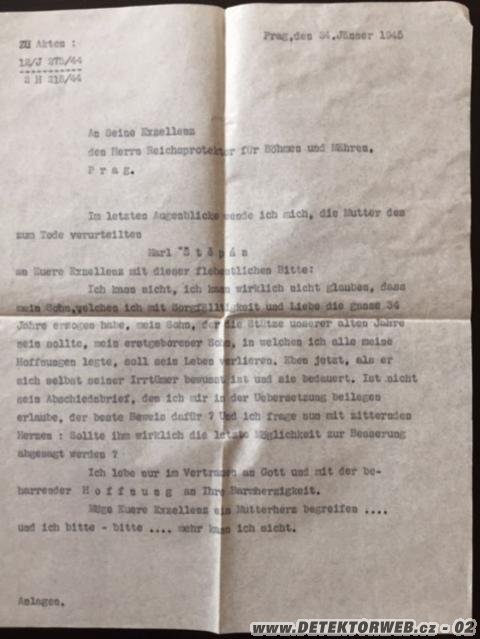 Prag, den 24. Jänner 1945
ZU Akten :
12/J 275/44
2 H 215/44
An Seine Exzellenz
den Herrn Reichsprotektor für Böhmen und Mähren,
P r a g .
Im letzten Augenblicke wende ich mich, die Mutter des
zum Tode verurteilten
Karl Š t ě p á n
an Euere Exzellenz mit dieser flehentlichen Bitte:
Ich kann nicht, ich kann wirklich nicht glauben, dass
mein Sohn, welchen ich mit Sorgfältigkeit und Liebe die ganze 24
Jahre erzogen habe, mein Sohn, der die Stütze unserer alten Jahre
sein sollte, mein erstgeborener Sohn, in welchen ich alle meine
Hoffnungen legte, soll sein Leben verlieren. Eben jetzt, als er
sich selbst seiner Irrtümer bewusst ist und sie bedauert. Ist nicht
sein Abschiedsbrief, den ich mir in der Uebersetzung beilegen
erlaube, der beste Beweis dafür ? Und ich frage nun mit zitternden
Herzen : Sollte ihm wirklich die letzte Möglichkeit zur Besserung
abgesagt werden ?
Ich lebe nur im Vertrauen an Gott und mit der be-
harrender H o f f n u n g an Ihre Barmherzigkeit.
Möge Euere Exzellenz ein Mutterherz begreifen ....
und ich bitte - bitte .... mehr kann ich nicht.
Anlagen.
www.DETEKTORWEB.cz - 02